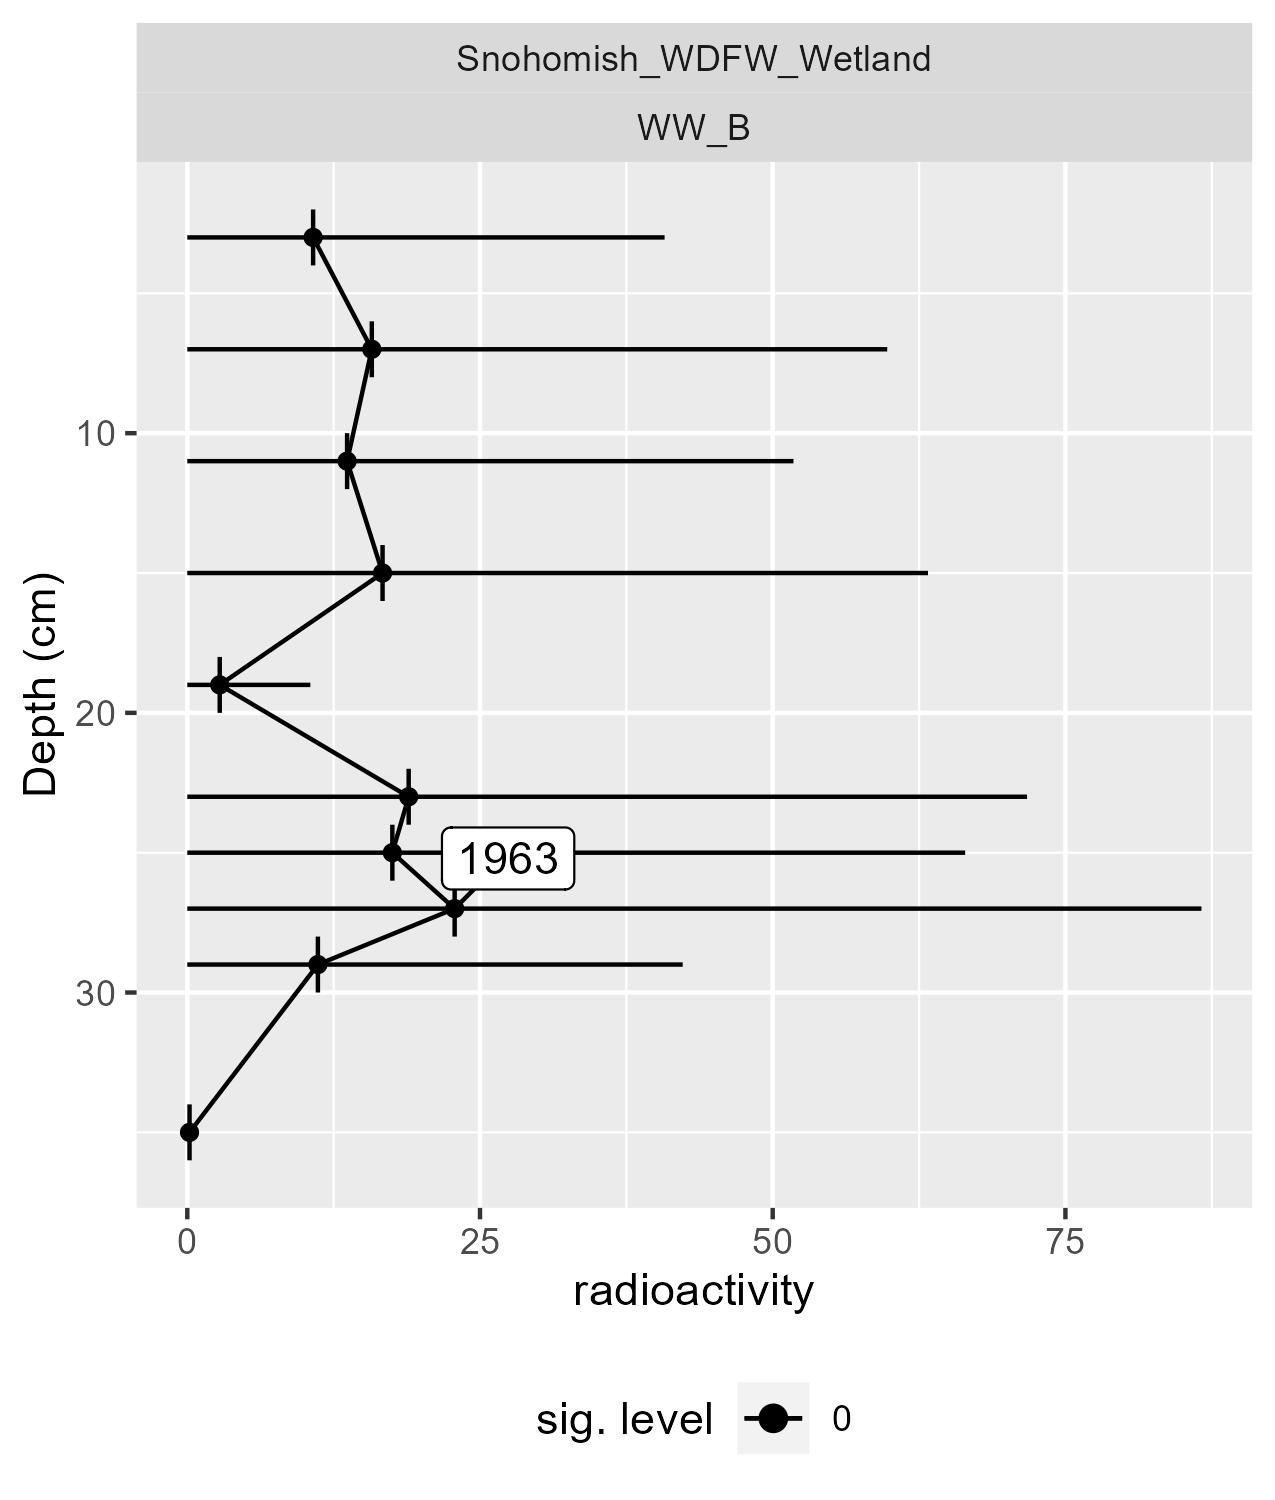 Snohomish_WDFW_Wetland
WW_B
10
20
30
Depth (cm)
1963
0 25 50 75
radioactivity
sig. level 0